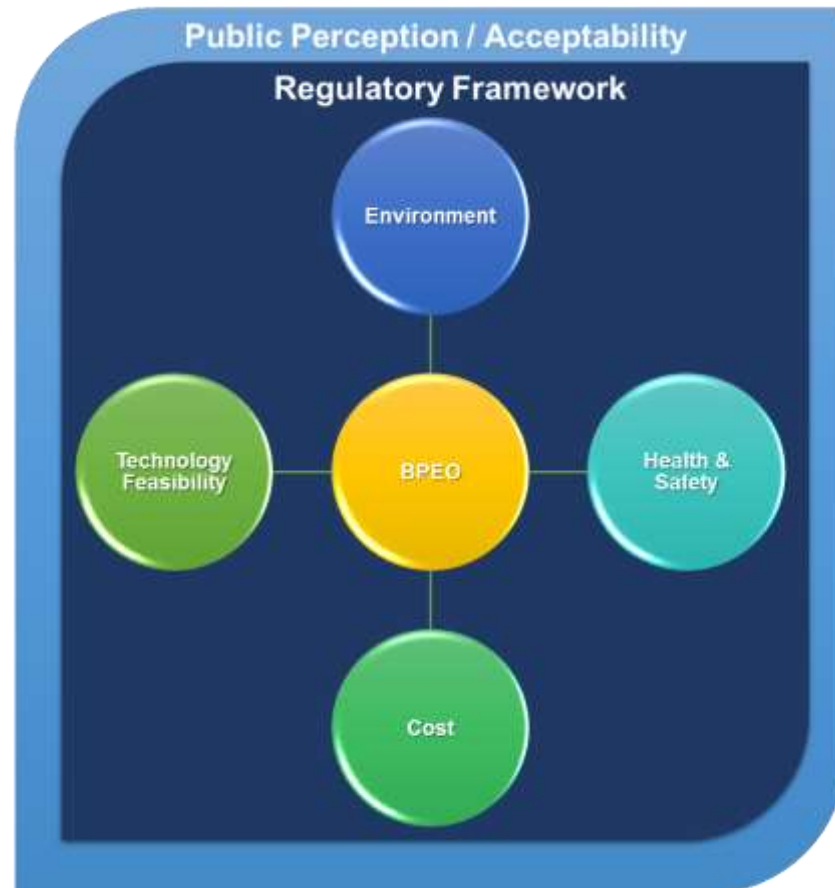 Public Perception / Acceptability
Regulatory Framework
Environment
Technology
Feasibility
BPEO
Health &
Safety
Cost